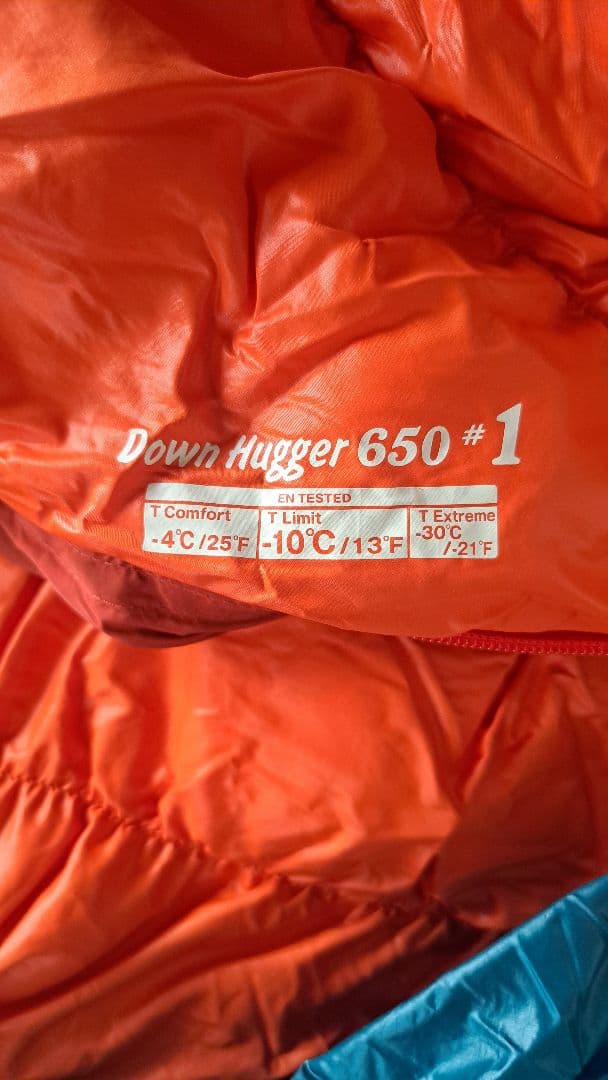 Down Hugger 650 #1
EN TESTED
T Comfort T Limit T Extreme
-4℃/25°F -10℃/13°F -30℃
/-21°F